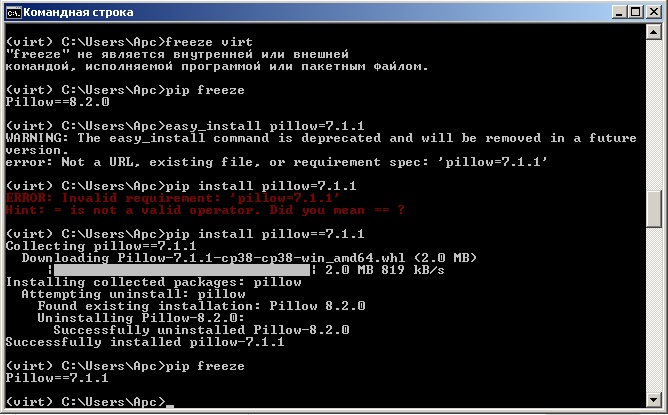 Командная строка
(virt) C:\Users\Apc>freeze virt
"freeze" не является внутренней или внешней
командой, исполняемой программой или пакетным файлом.
(virt) C:\Users\Apc>pip freeze
Pillow==8.2.0
(virt) C:\Users\Apc>easy_install pillow=7.1.1
WARNING: The easy_install command is deprecated and will be removed in a future
version.
error: Not a URL, existing file, or requirement spec: 'pillow=7.1.1'
(virt) C:\Users\Apc>pip install pillow=7.1.1
ERROR: Invalid requirement: 'pillow=7.1.1'
Hint: = is not a valid operator. Did you mean == ?
(virt) C:\Users\Apc>pip install pillow==7.1.1
Collecting pillow==7.1.1
Downloading Pillow-7.1.1-cp38-cp38-win_amd64.whl (2.0 MB)
¦ ¦ 2.0 MB 819 kB/s
Installing collected packages: pillow
Attempting uninstall: pillow
Found existing installation: Pillow 8.2.0
Uninstalling Pillow-8.2.0:
Successfully uninstalled Pillow-8.2.0
Successfully installed pillow-7.1.1
(virt) C:\Users\Apc>pip freeze
Pillow==7.1.1
(virt) C:\Users\Apc>_